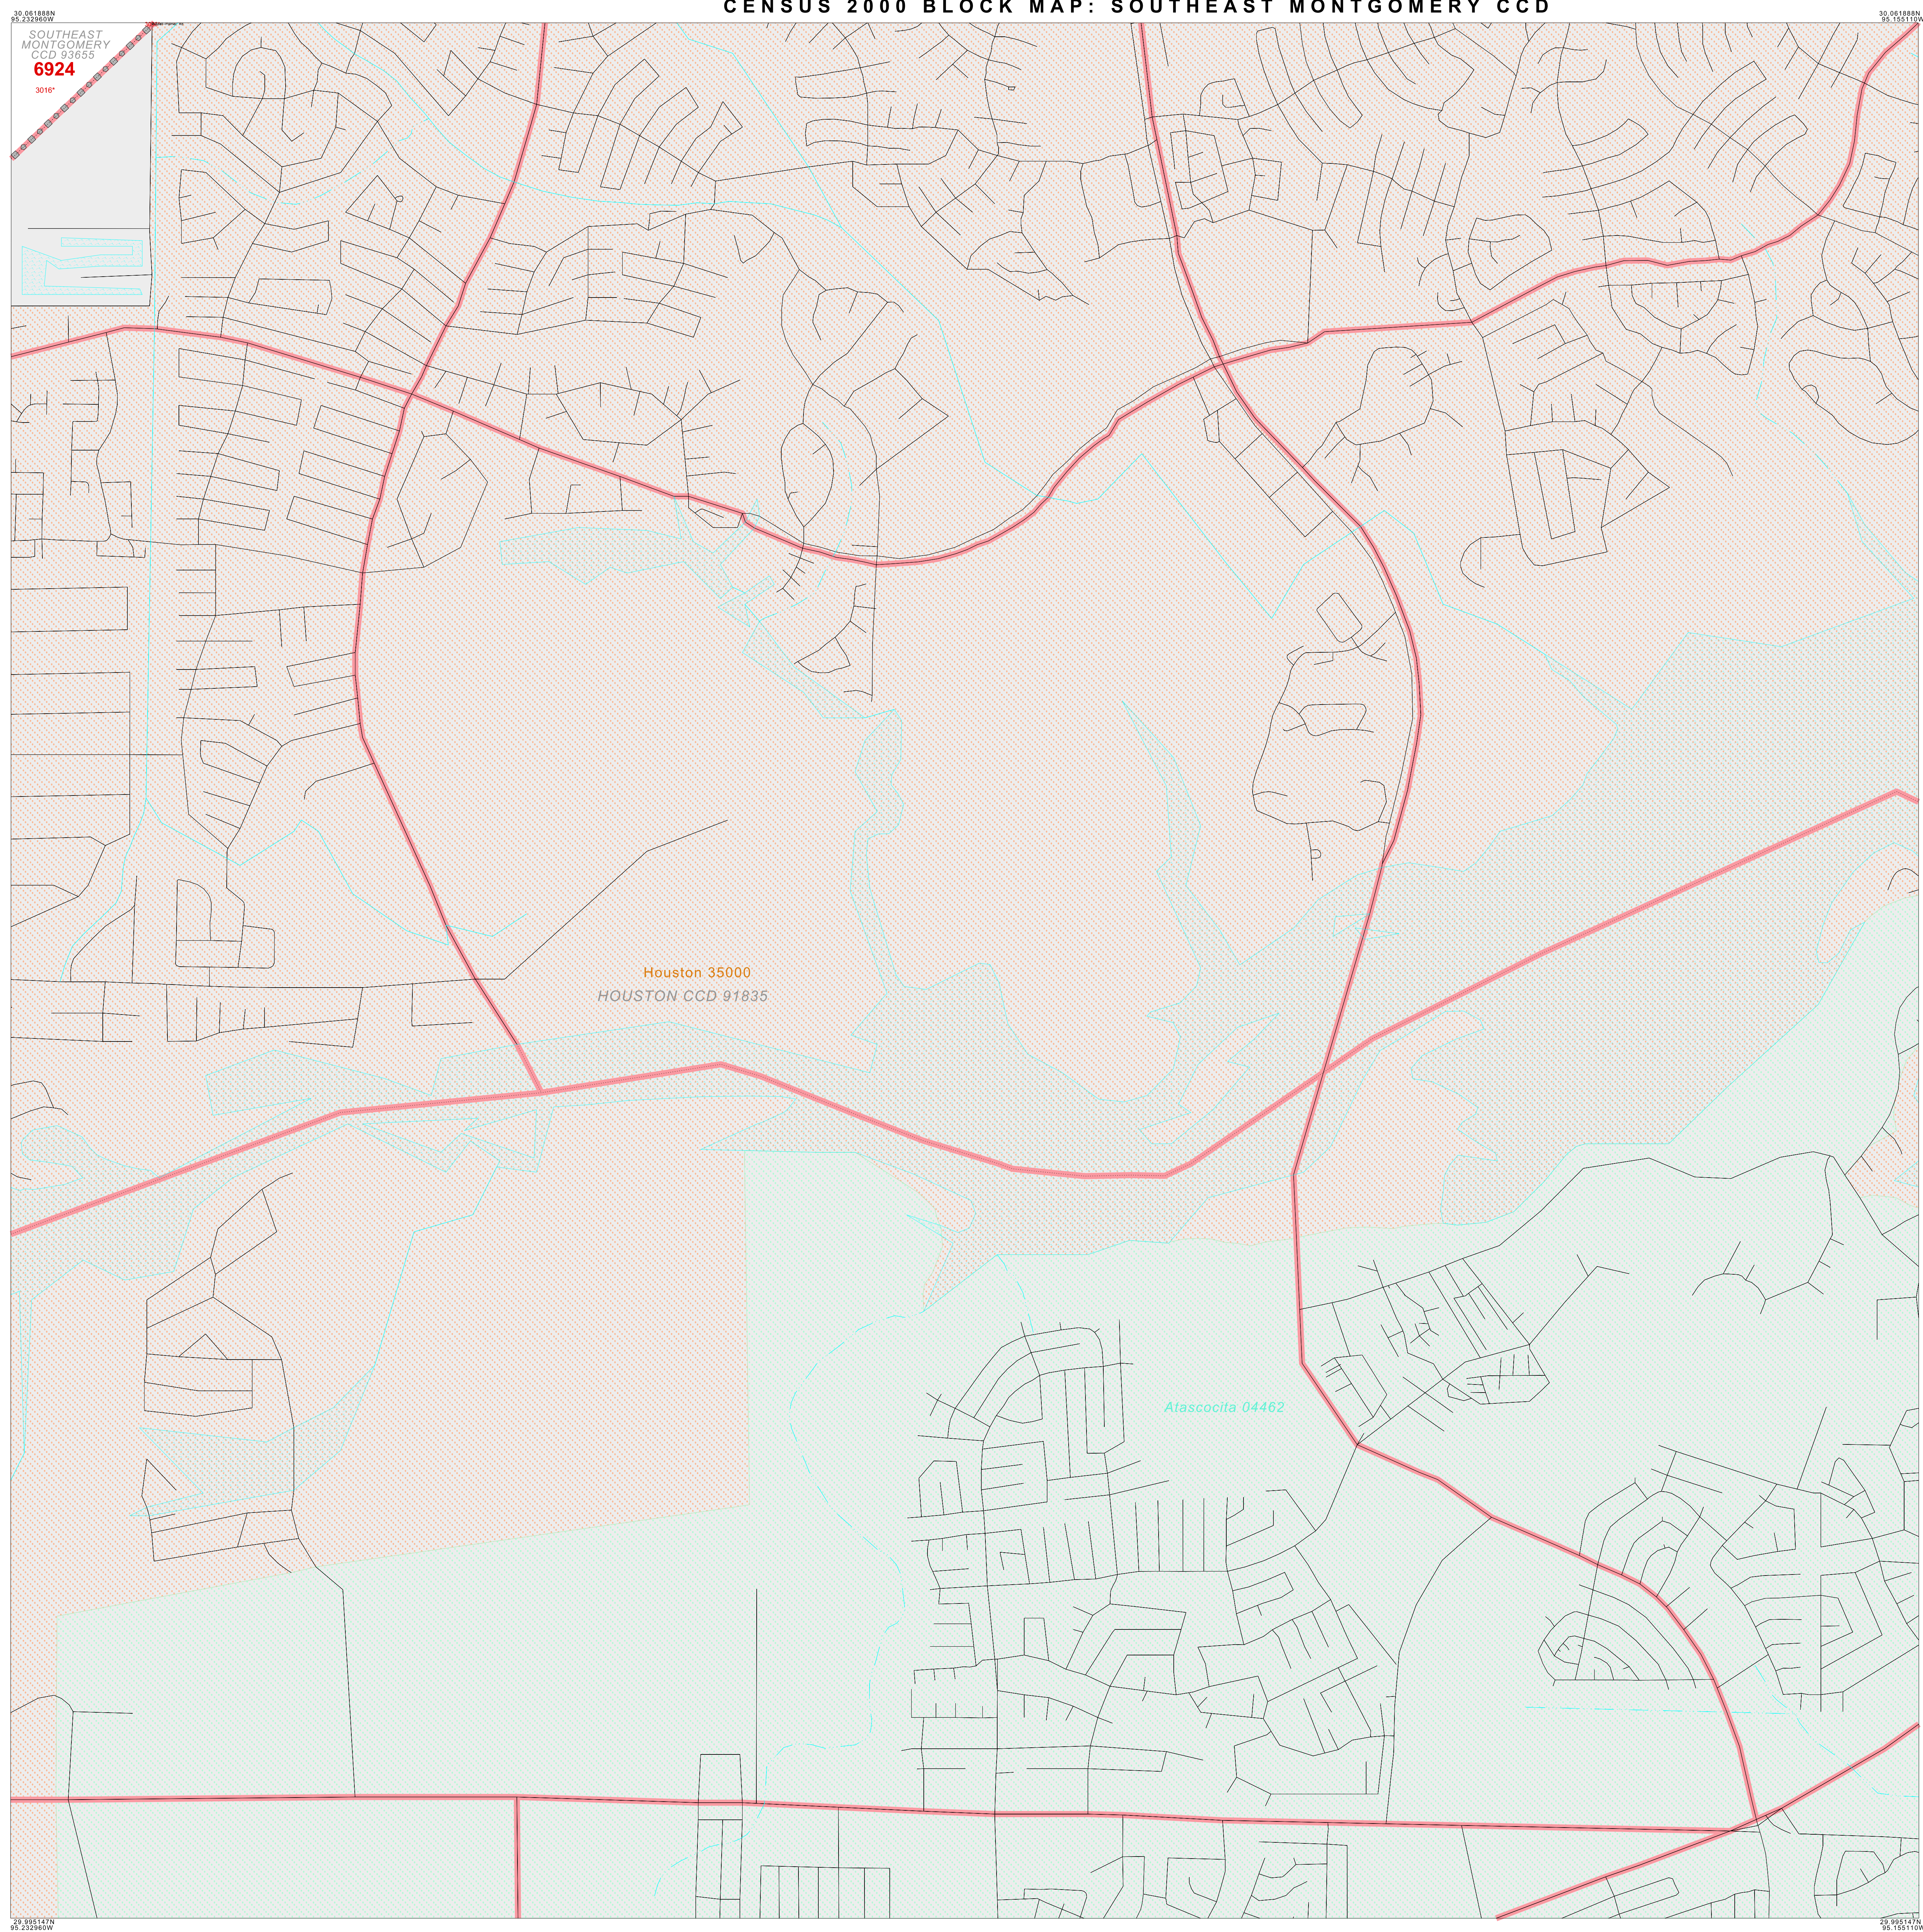 CENSUS 2000 BLOCK MAP: SOUTHEAST MONTGOMERY CCD
30.061888N
95.232960W
30.061888N
95.155110W
SOUTHEAST
MONTGOMERY
CCD 93655
6924
3016*
Houston 35000
HOUSTON CCD 91835
Atascocita 04462
29.995147N
95.232960W
29.995147N
95.155110W